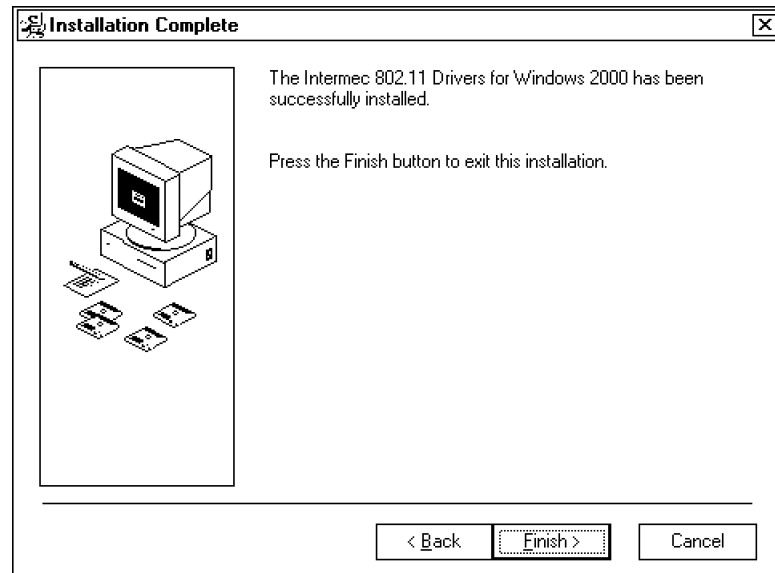 Installation Complete
The Intermec 802.11 Drivers for Windows 2000 has been
successfully installed.
Press the Finish button to exit this installation.
< Back
Finish >
Cancel